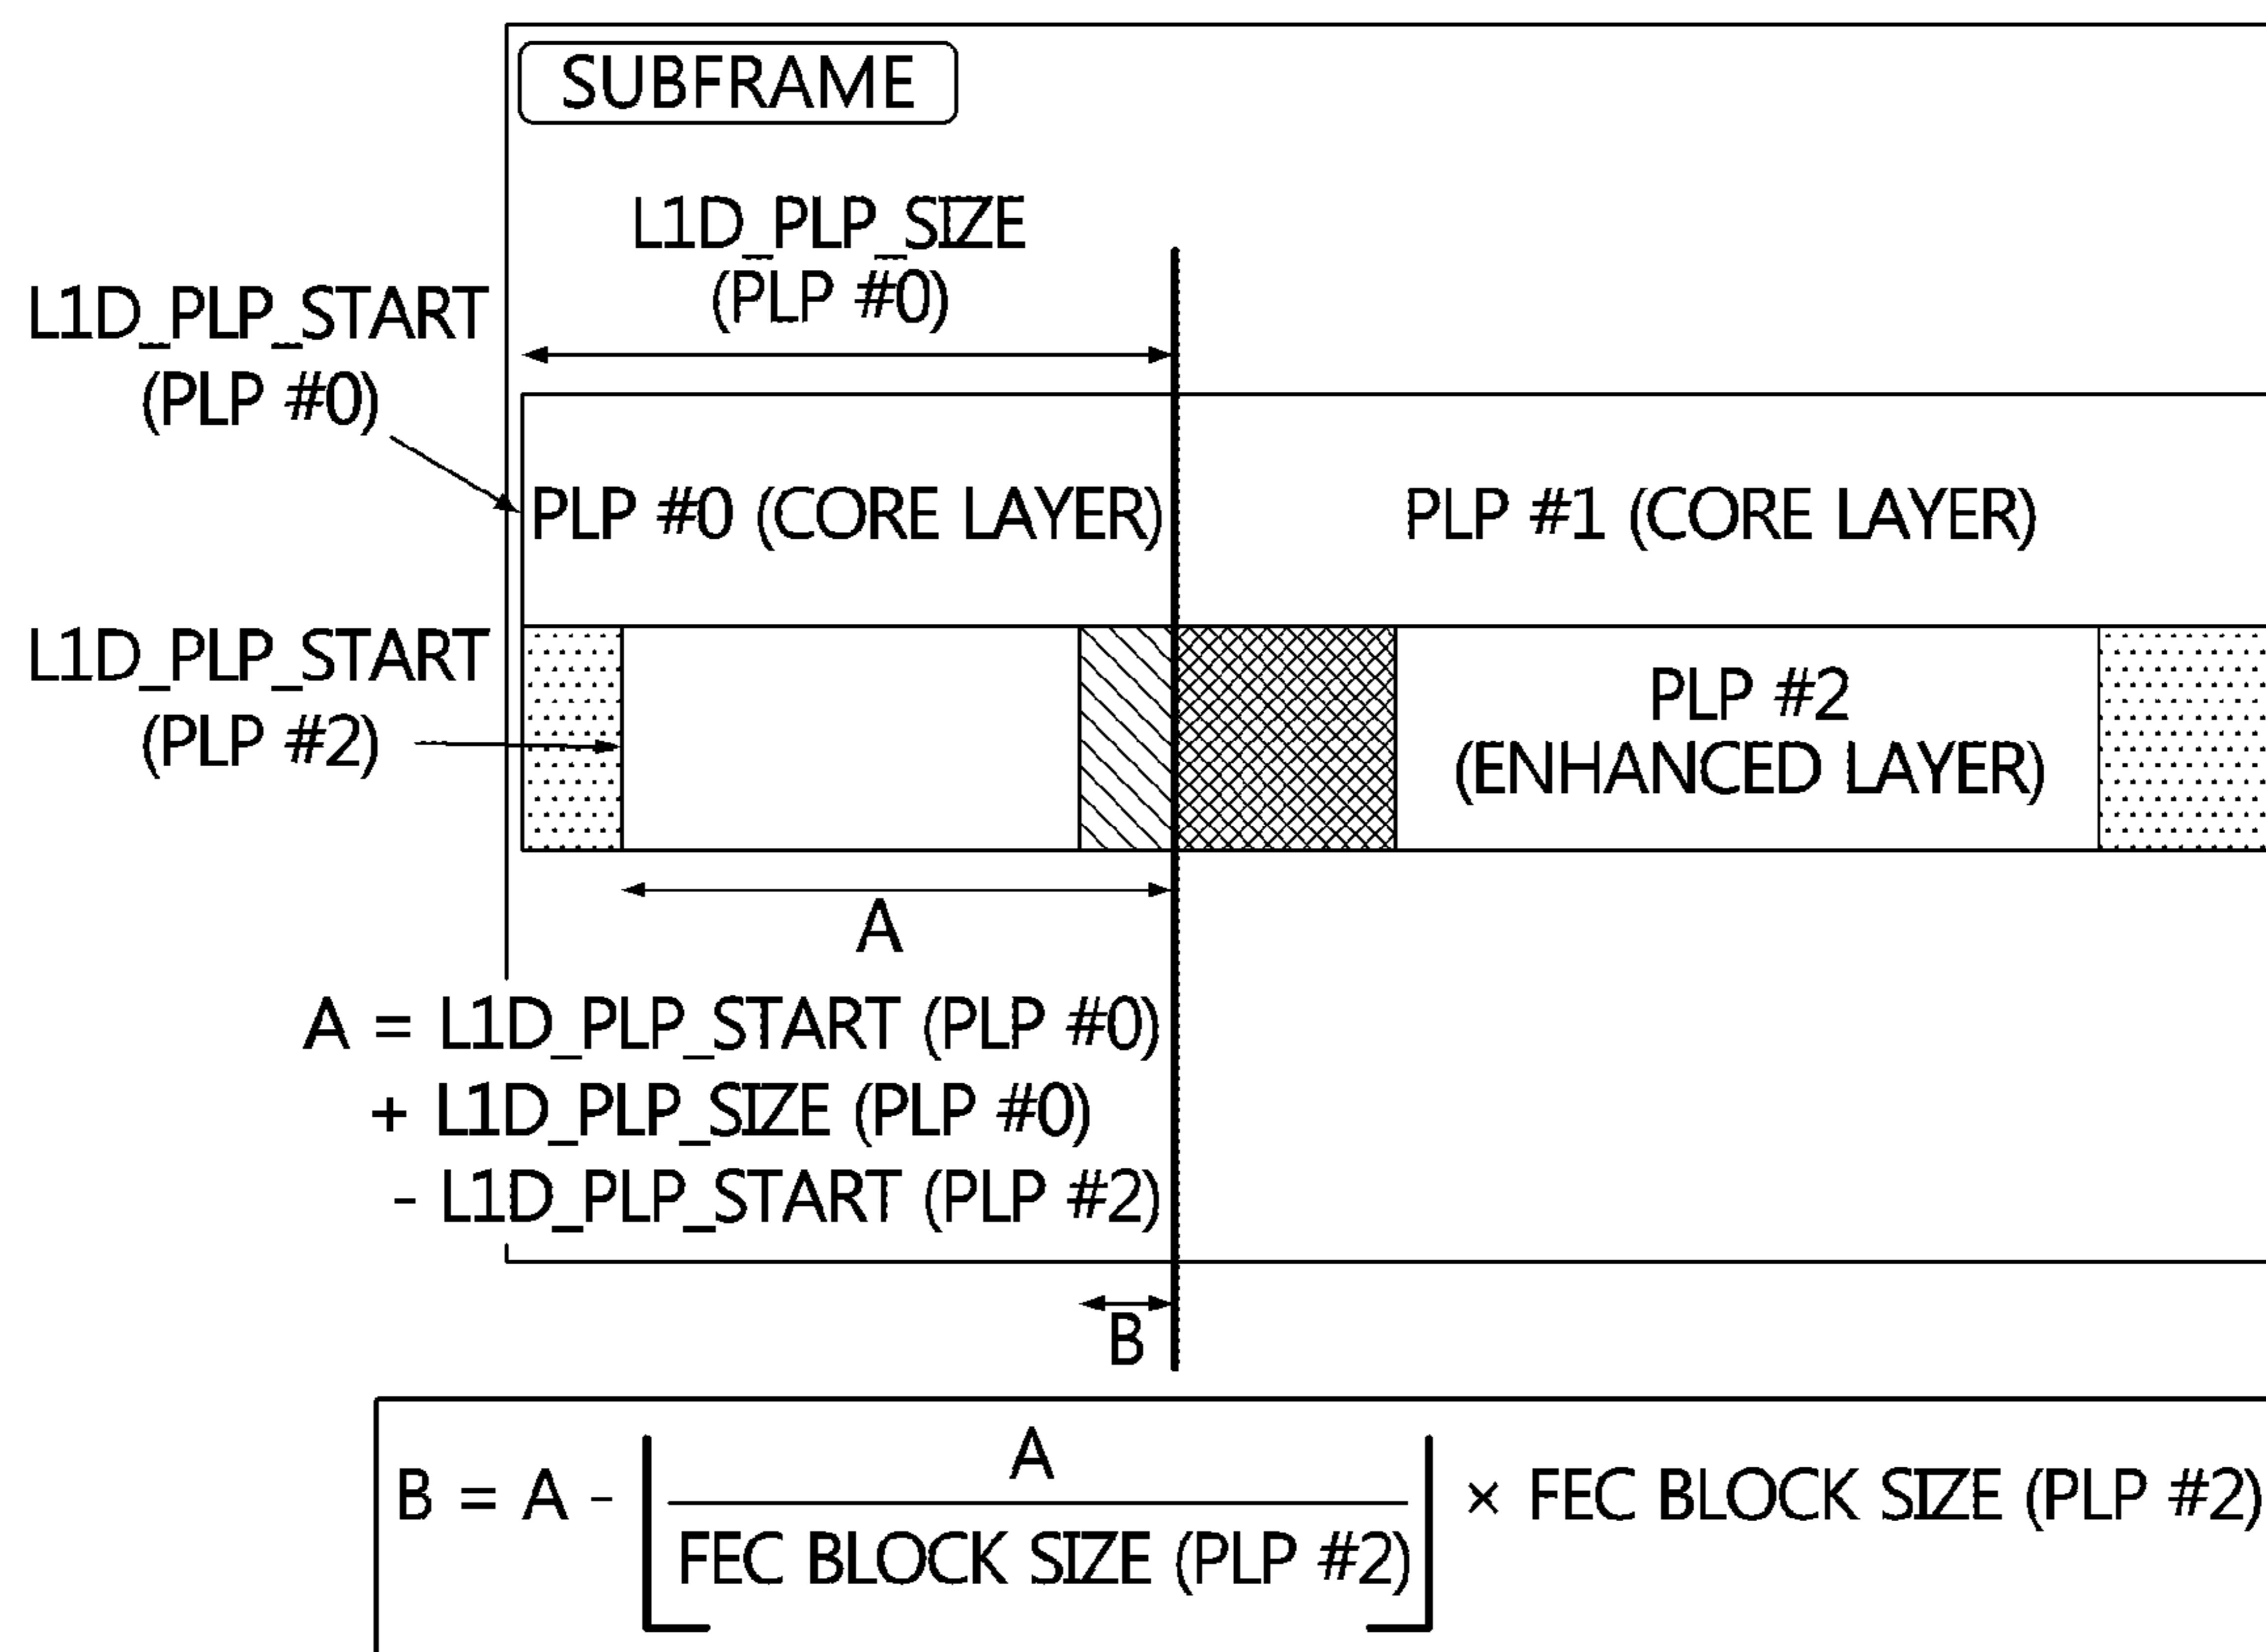 SUBFRAME
L1D_PLP_SIZE
(PLP #0)
L1D_PLP_START
(PLP #0)
PLP #0 (CORE LAYER)
PLP #1 (CORE LAYER)
L1D_PLP_START
(PLP #2)
PLP #2
(ENHANCED LAYER)
A
A = L1D_PLP_START (PLP #0)
+ L1D_PLP_SIZE (PLP #0)
- L1D_PLP_START (PLP #2)
B
B = A - ⌊ A / FEC BLOCK SIZE (PLP #2) ⌋ × FEC BLOCK SIZE (PLP #2)